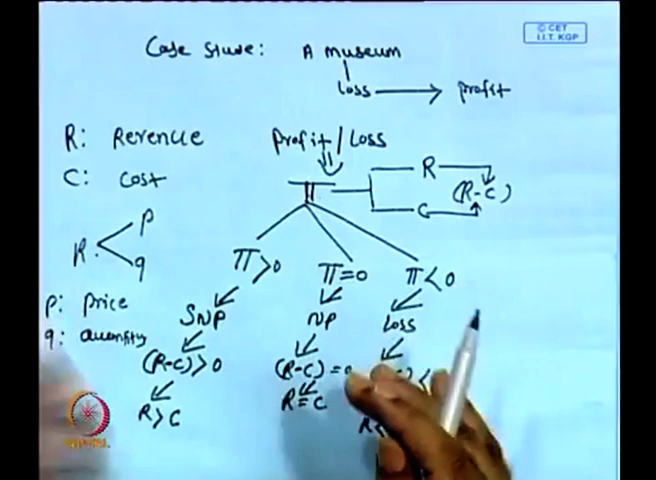 © CET
I.I.T. KGP
Case Stude: A museum
Loss → profit
R: Revenue
Profit / Loss
C: Cost
R
(R-C)
C
R
p
q
π>0 π=0 π<0
p: price
SNP NP Loss
q: quantity
(R-C) >0 (R-C) =0 <
R>C R=C R<